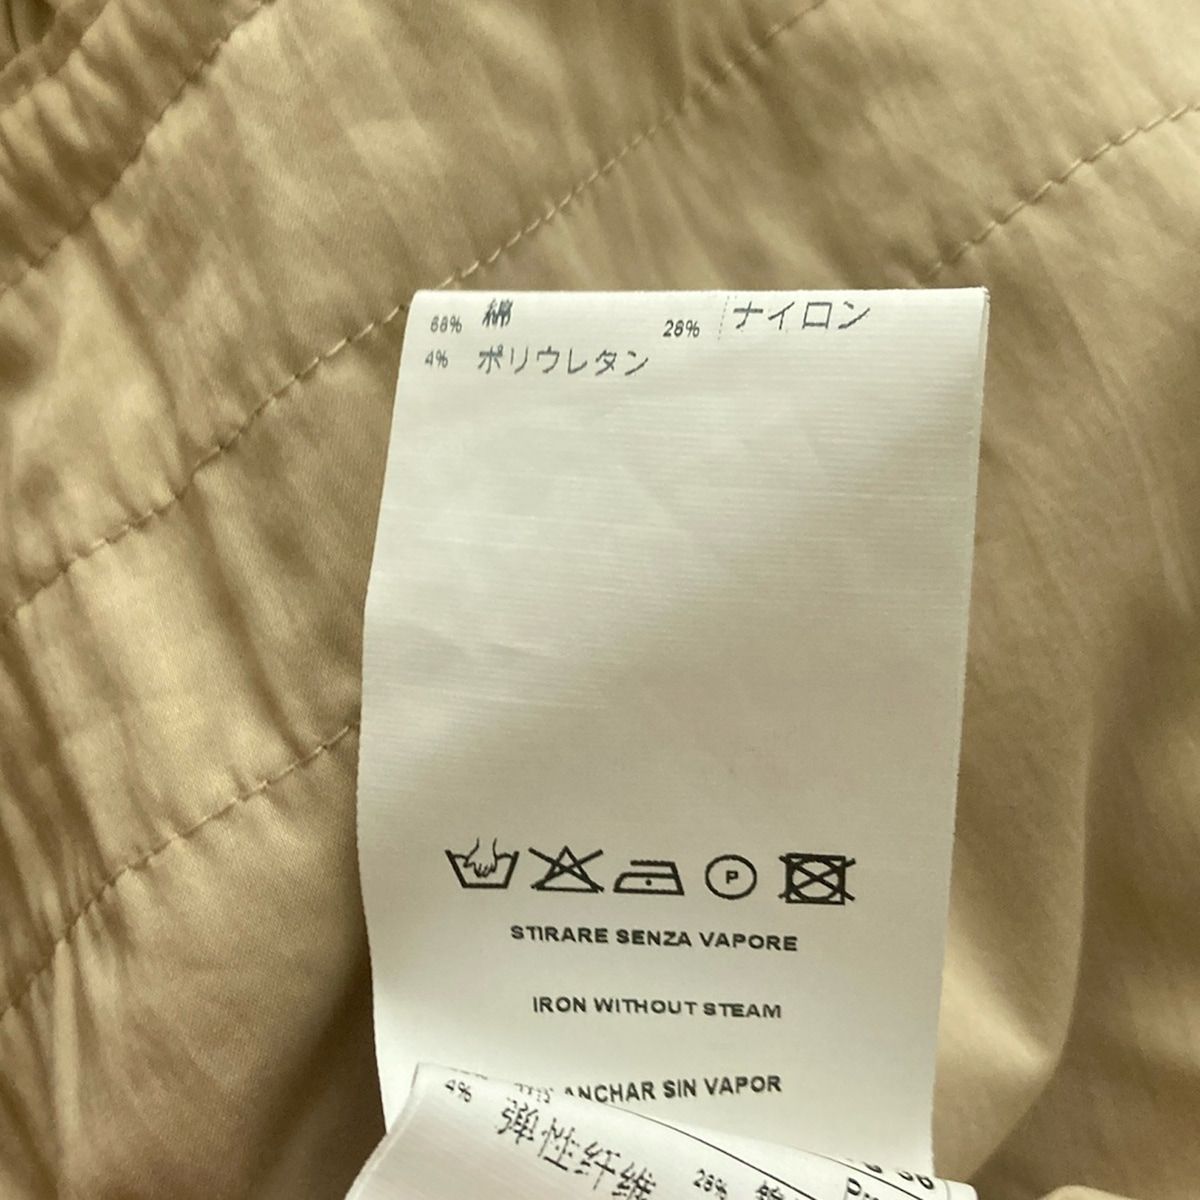 68% 綿 28% ナイロン
4% ポリウレタン
P
STIRARE SENZA VAPORE
IRON WITHOUT STEAM
ANCHAR SIN VAPOR
4% 弹性纤维 28%